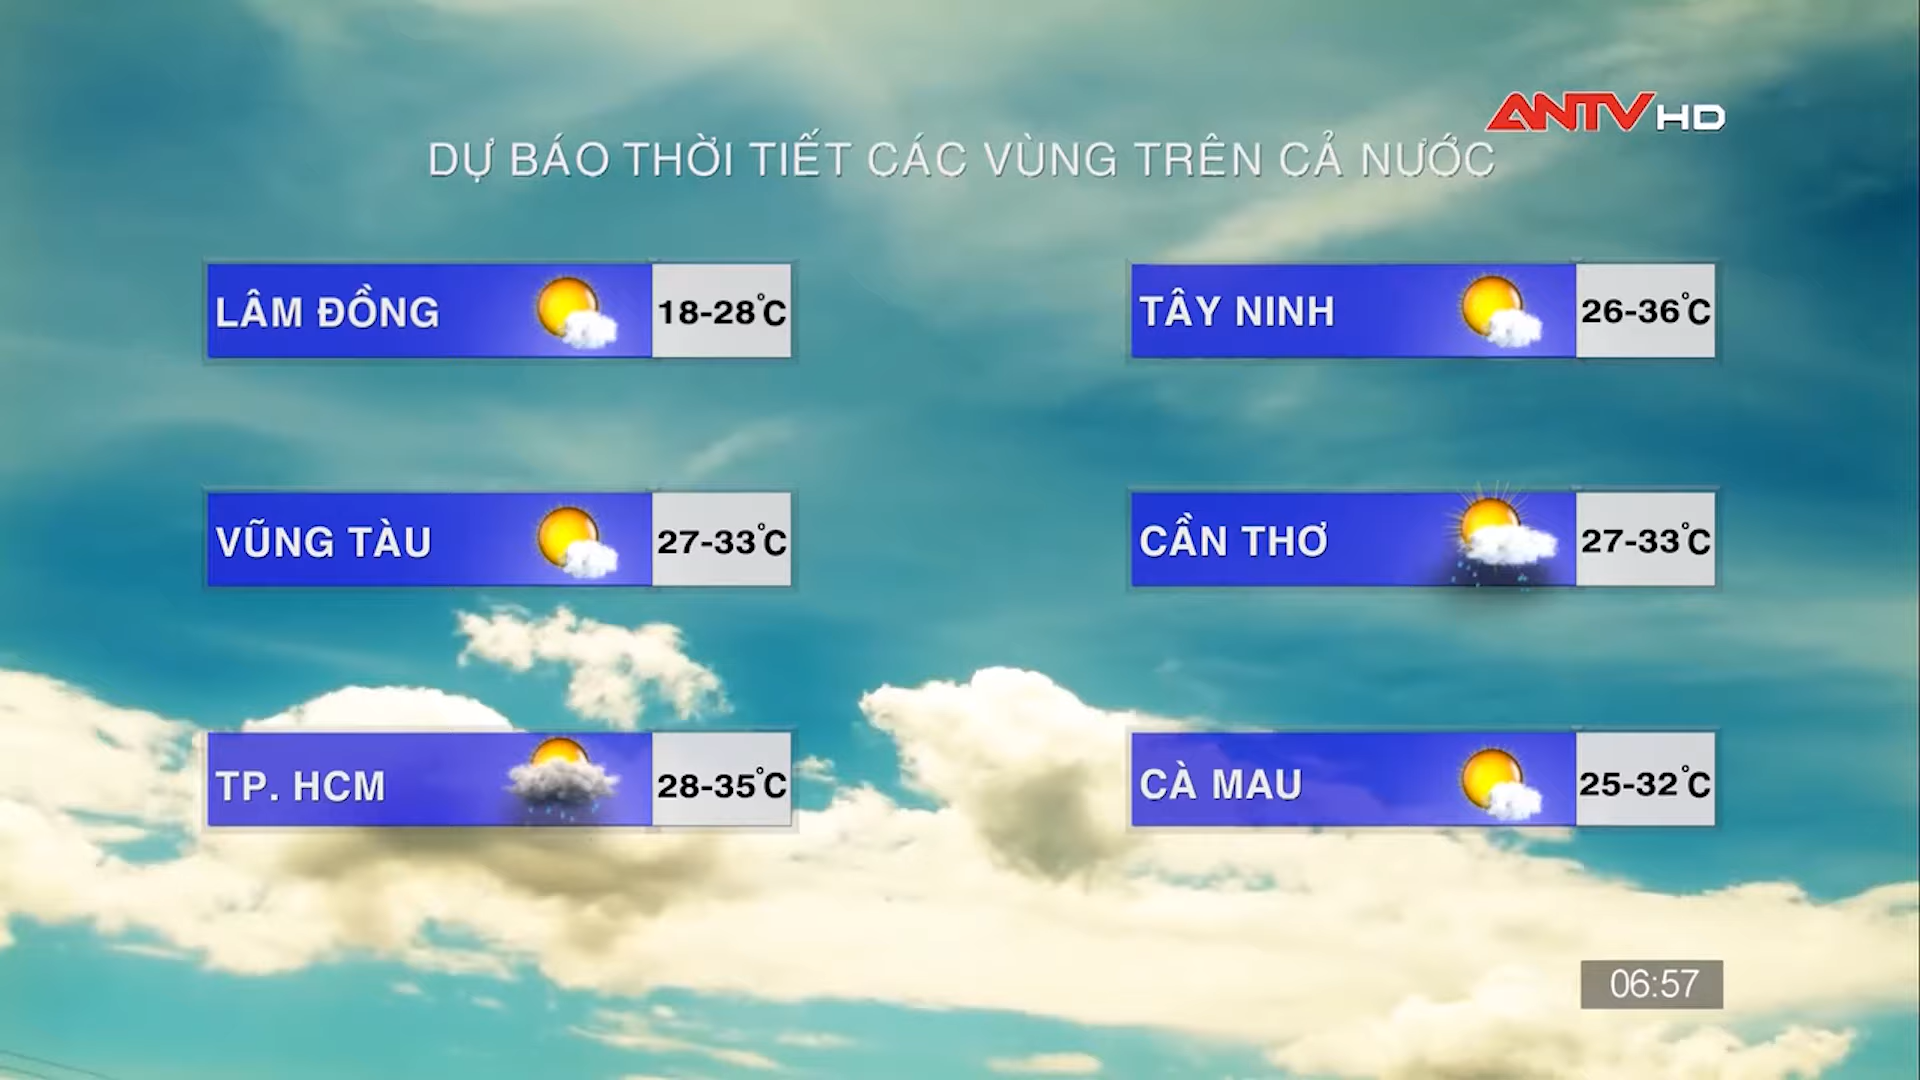 ANTV HD
DỰ BÁO THỜI TIẾT CÁC VÙNG TRÊN CẢ NƯỚC
LÂM ĐỒNG 18-28°C
TÂY NINH 26-36°C
VŨNG TÀU 27-33°C
CẦN THƠ 27-33°C
TP. HCM 28-35°C
CÀ MAU 25-32°C
06:57